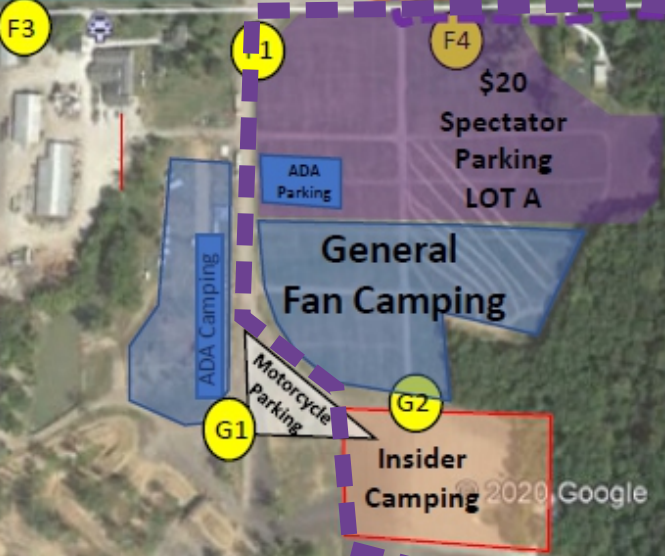 F3
F1
F4
$20
Spectator
Parking
LOT A
ADA
Parking
General
Fan Camping
ADA Camping
Motorcycle
Parking
G2
G1
Insider
Camping
© 2020 Google